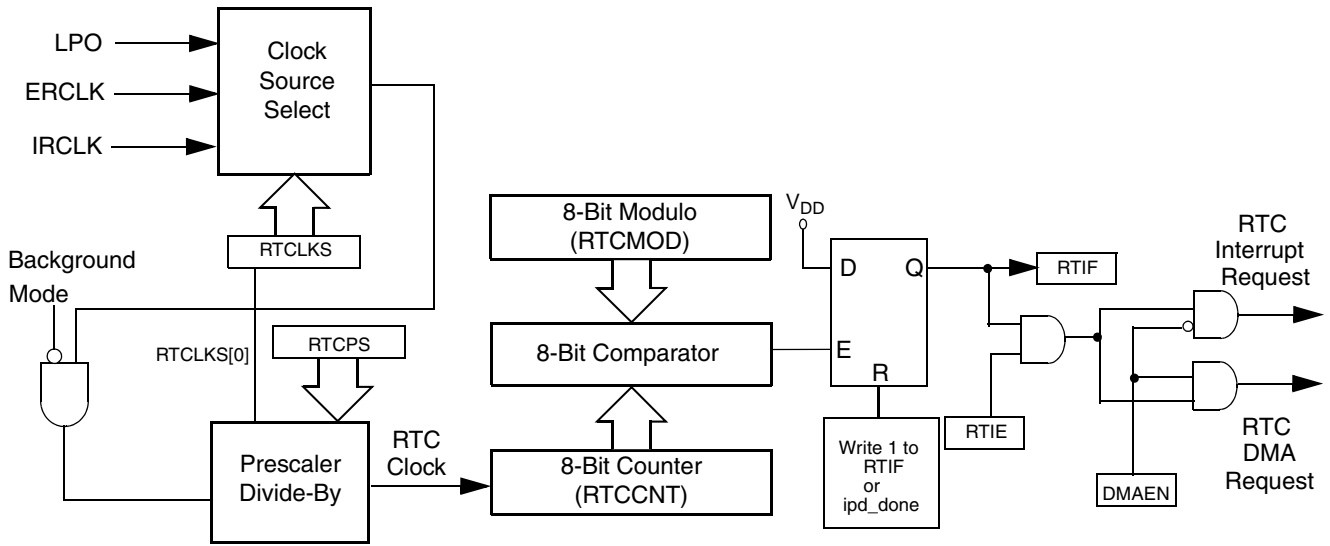 LPO
ERCLK
IRCLK
Clock
Source
Select
RTCLKS
Background
Mode
RTCLKS[0]
RTCPS
Prescaler
Divide-By
RTC
Clock
8-Bit Modulo
(RTCMOD)
8-Bit Comparator
8-Bit Counter
(RTCCNT)
VDD
D
Q
E
R
Write 1 to
RTIF
or
ipd_done
RTIF
RTIE
DMAEN
RTC
Interrupt
Request
RTC
DMA
Request